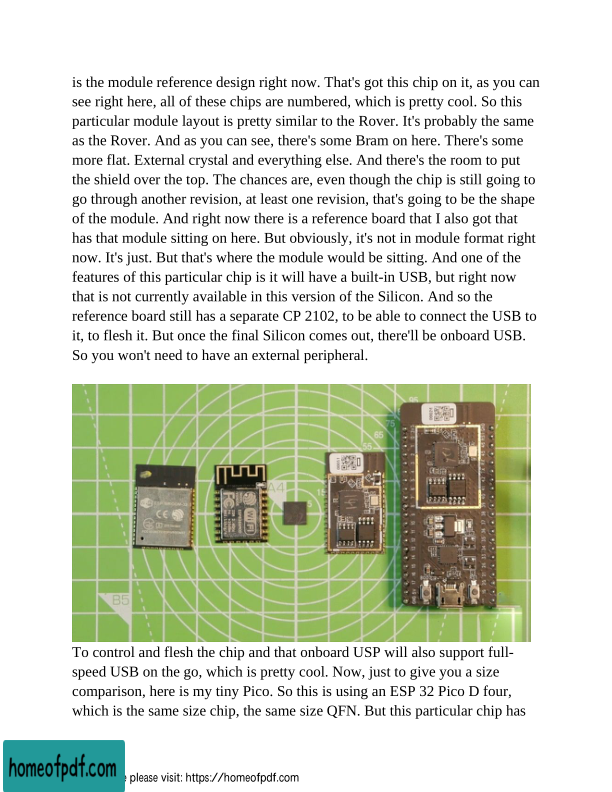 is the module reference design right now. That's got this chip on it, as you can
see right here, all of these chips are numbered, which is pretty cool. So this
particular module layout is pretty similar to the Rover. It's probably the same
as the Rover. And as you can see, there's some Bram on here. There's some
more flat. External crystal and everything else. And there's the room to put
the shield over the top. The chances are, even though the chip is still going to
go through another revision, at least one revision, that's going to be the shape
of the module. And right now there is a reference board that I also got that
has that module sitting on here. But obviously, it's not in module format right
now. It's just. But that's where the module would be sitting. And one of the
features of this particular chip is it will have a built-in USB, but right now
that is not currently available in this version of the Silicon. And so the
reference board still has a separate CP 2102, to be able to connect the USB to
it, to flesh it. But once the final Silicon comes out, there'll be onboard USB.
So you won't need to have an external peripheral.
95
75
65
55
A4
B5
WiFi
CE
FC
To control and flesh the chip and that onboard USP will also support full-
speed USB on the go, which is pretty cool. Now, just to give you a size
comparison, here is my tiny Pico. So this is using an ESP 32 Pico D four,
which is the same size chip, the same size QFN. But this particular chip has
homeofpdf.com
please visit: https://homeofpdf.com